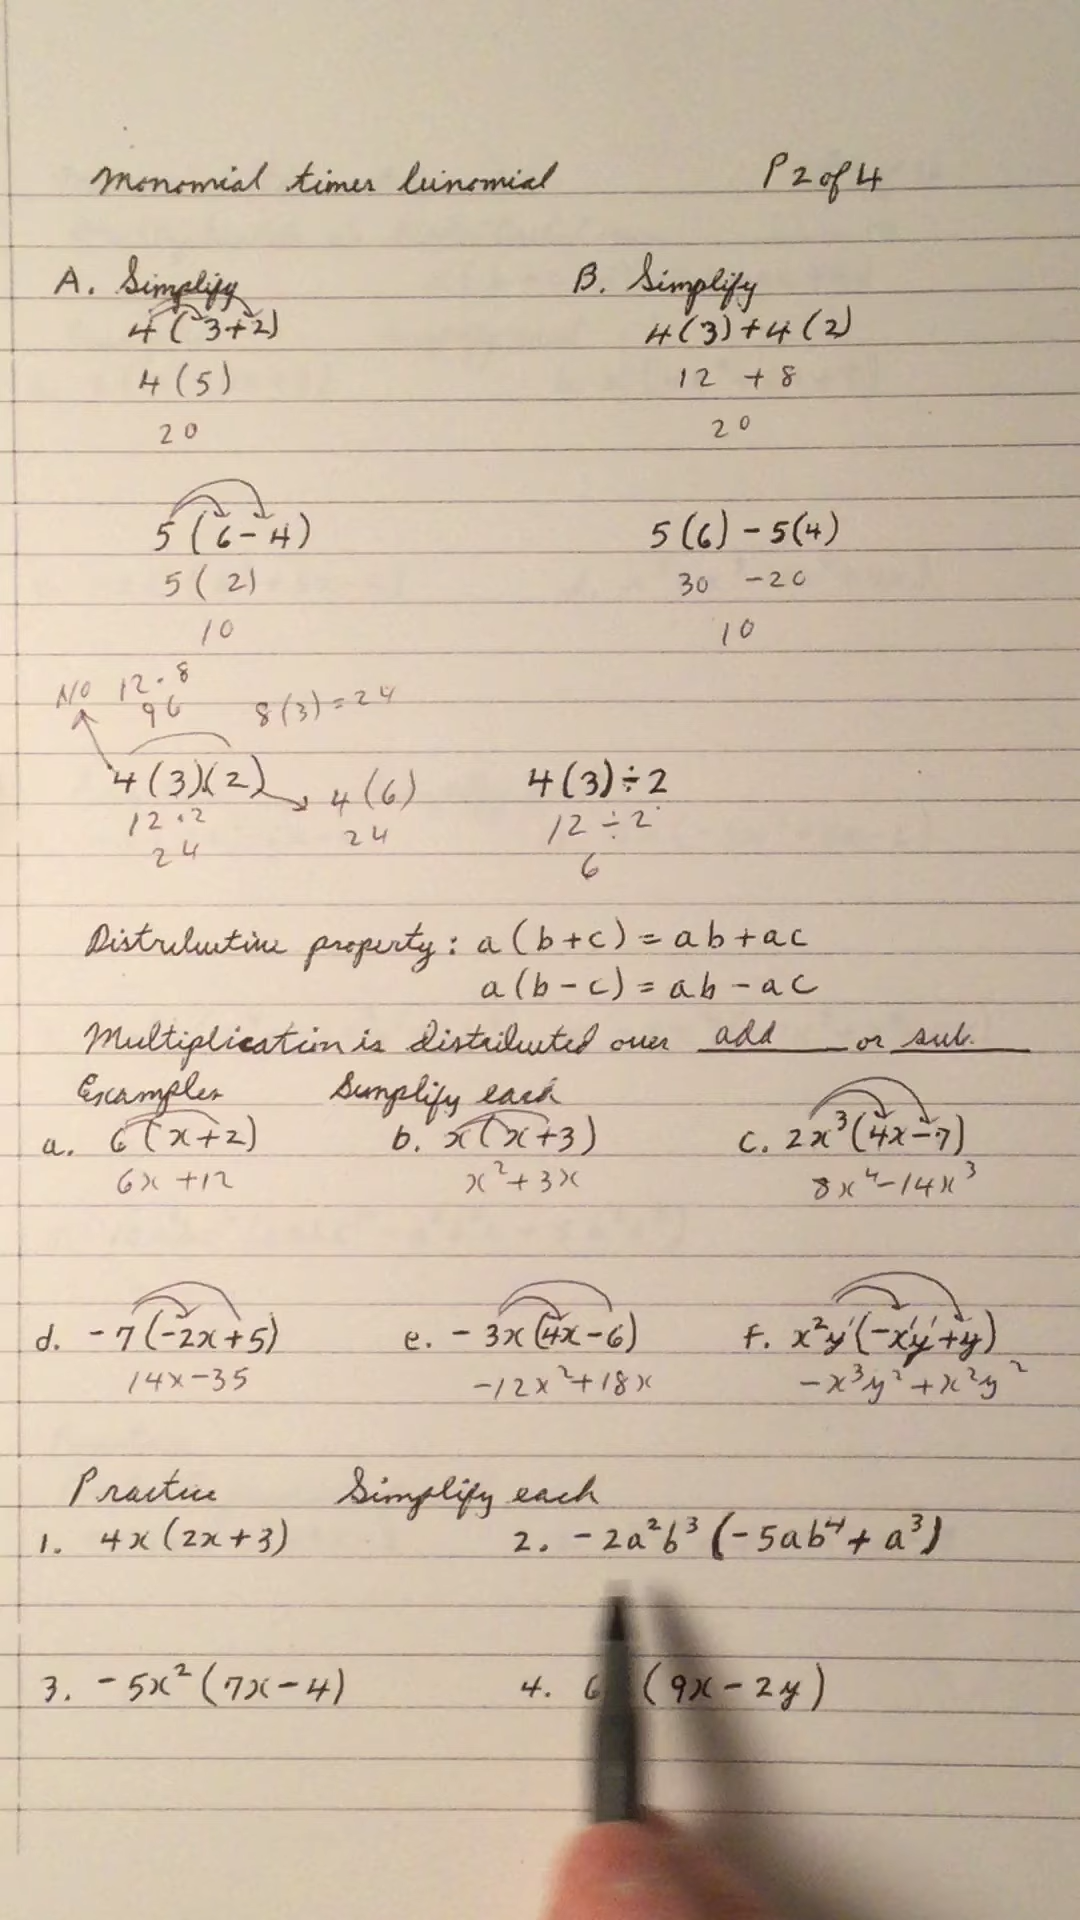 Monomial times binomial P 2 of 4
A. Simplify B. Simplify
4(3+2) 4(3)+4(2)
4(5) 12 +8
20 20
5(6-4) 5(6)-5(4)
5(2) 30 -20
10 10
NO 12·8
96 8(3)=24
4(3)(2) 4(6) 4(3)÷2
12·2 24 12÷2
24 6
Distributive property: a(b+c)=ab+ac
a(b-c)=ab-ac
Multiplication is distributed over add or sub.
Examples Simplify each
a. 6(x+2) b. x(x+3) c. 2x³(4x-7)
6x+12 x²+3x 8x⁴-14x³
d. -7(-2x+5) e. -3x(4x-6) f. x²y¹(-x¹y¹+y)
14x-35 -12x²+18x -x³y²+x²y²
Practice Simplify each
1. 4x(2x+3) 2. -2a²b³(-5ab⁴+a³)
3. -5x²(7x-4) 4. 6 (9x-2y)